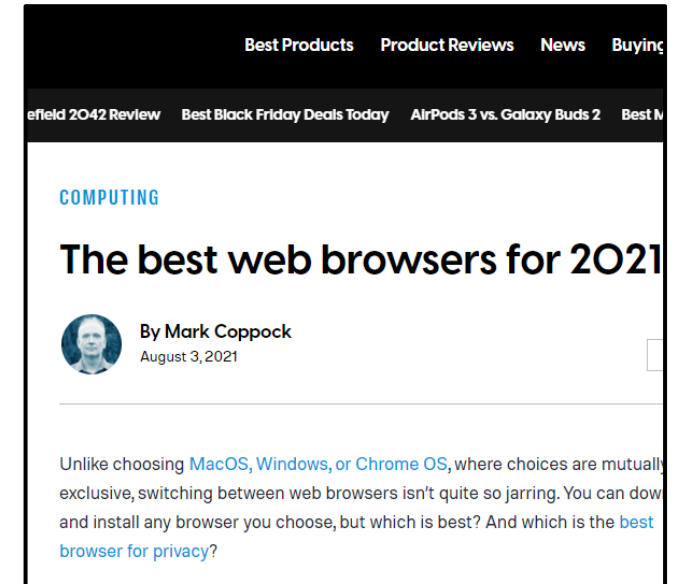 Best Products Product Reviews News Buying
efield 2042 Review Best Black Friday Deals Today AirPods 3 vs. Galaxy Buds 2 Best M
COMPUTING
The best web browsers for 2021
By Mark Coppock
August 3, 2021
Unlike choosing MacOS, Windows, or Chrome OS, where choices are mutually
exclusive, switching between web browsers isn't quite so jarring. You can dow
and install any browser you choose, but which is best? And which is the best
browser for privacy?